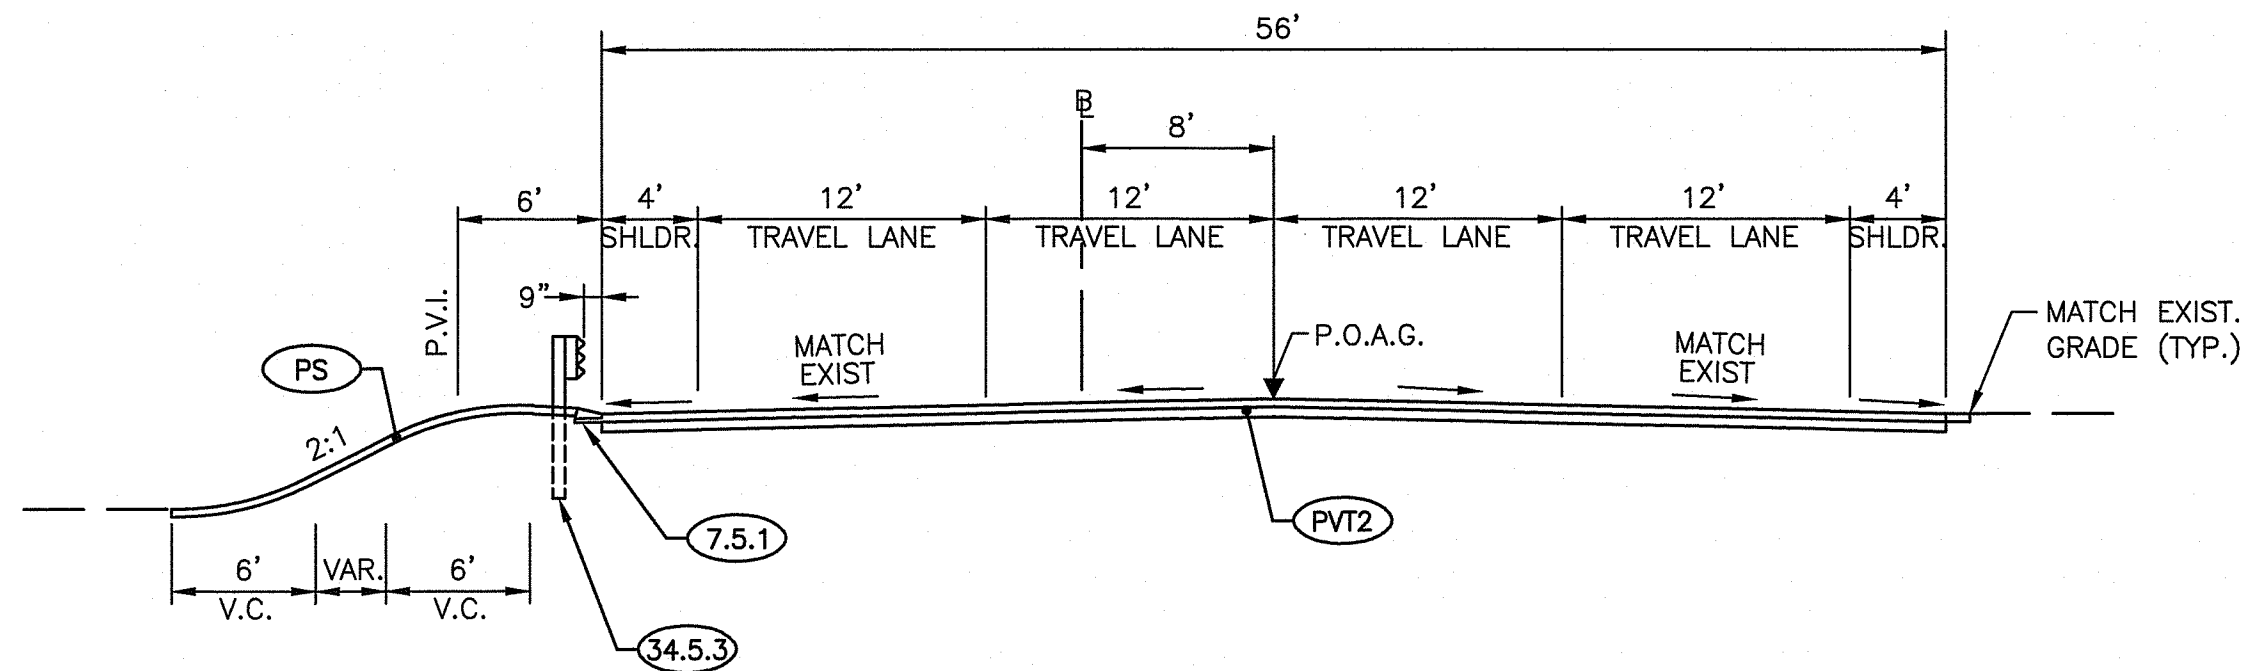 56'
℄
8'
6'
4'
12'
12'
12'
12'
4'
SHLDR.
TRAVEL LANE
TRAVEL LANE
TRAVEL LANE
TRAVEL LANE
SHLDR.
P.V.I.
9"
MATCH
EXIST
P.O.A.G.
MATCH
EXIST
MATCH EXIST.
GRADE (TYP.)
PS
2:1
PVT2
7.5.1
6'
VAR.
6'
V.C.
V.C.
34.5.3